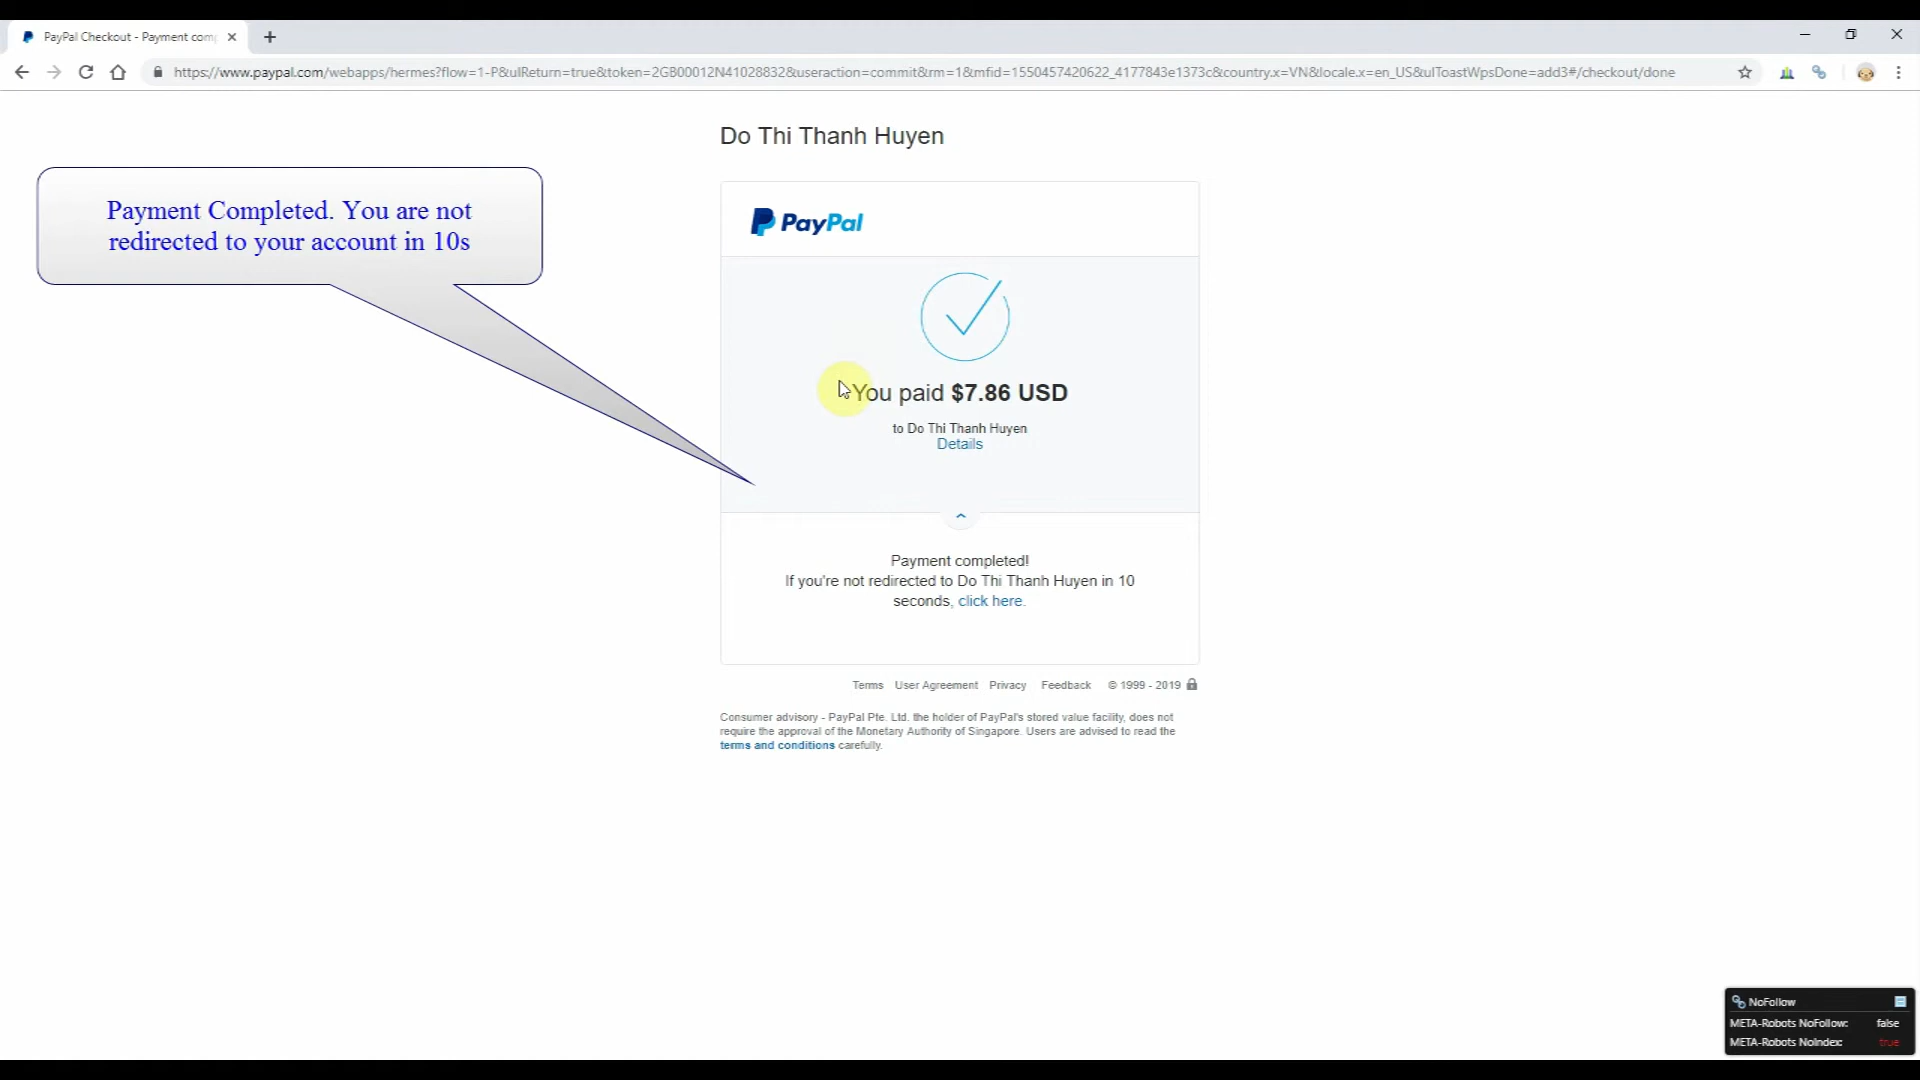 PayPal Checkout - Payment comp
https://www.paypal.com/webapps/hermes?flow=1-P&ulReturn=true&token=2GB00012N41028832&useraction=commit&rm=1&mfid=1550457420622_4177843e1373c&country.x=VN&locale.x=en_US&ulToastWpsDone=add3#/checkout/done
Do Thi Thanh Huyen
Payment Completed. You are not
redirected to your account in 10s
PayPal
You paid $7.86 USD
to Do Thi Thanh Huyen
Details
Payment completed!
If you're not redirected to Do Thi Thanh Huyen in 10
seconds, click here.
Terms User Agreement Privacy Feedback © 1999 - 2019
Consumer advisory - PayPal Pte. Ltd. the holder of PayPal's stored value facility, does not
require the approval of the Monetary Authority of Singapore. Users are advised to read the
terms and conditions carefully.
NoFollow
META-Robots NoFollow: false
META-Robots NoIndex: true